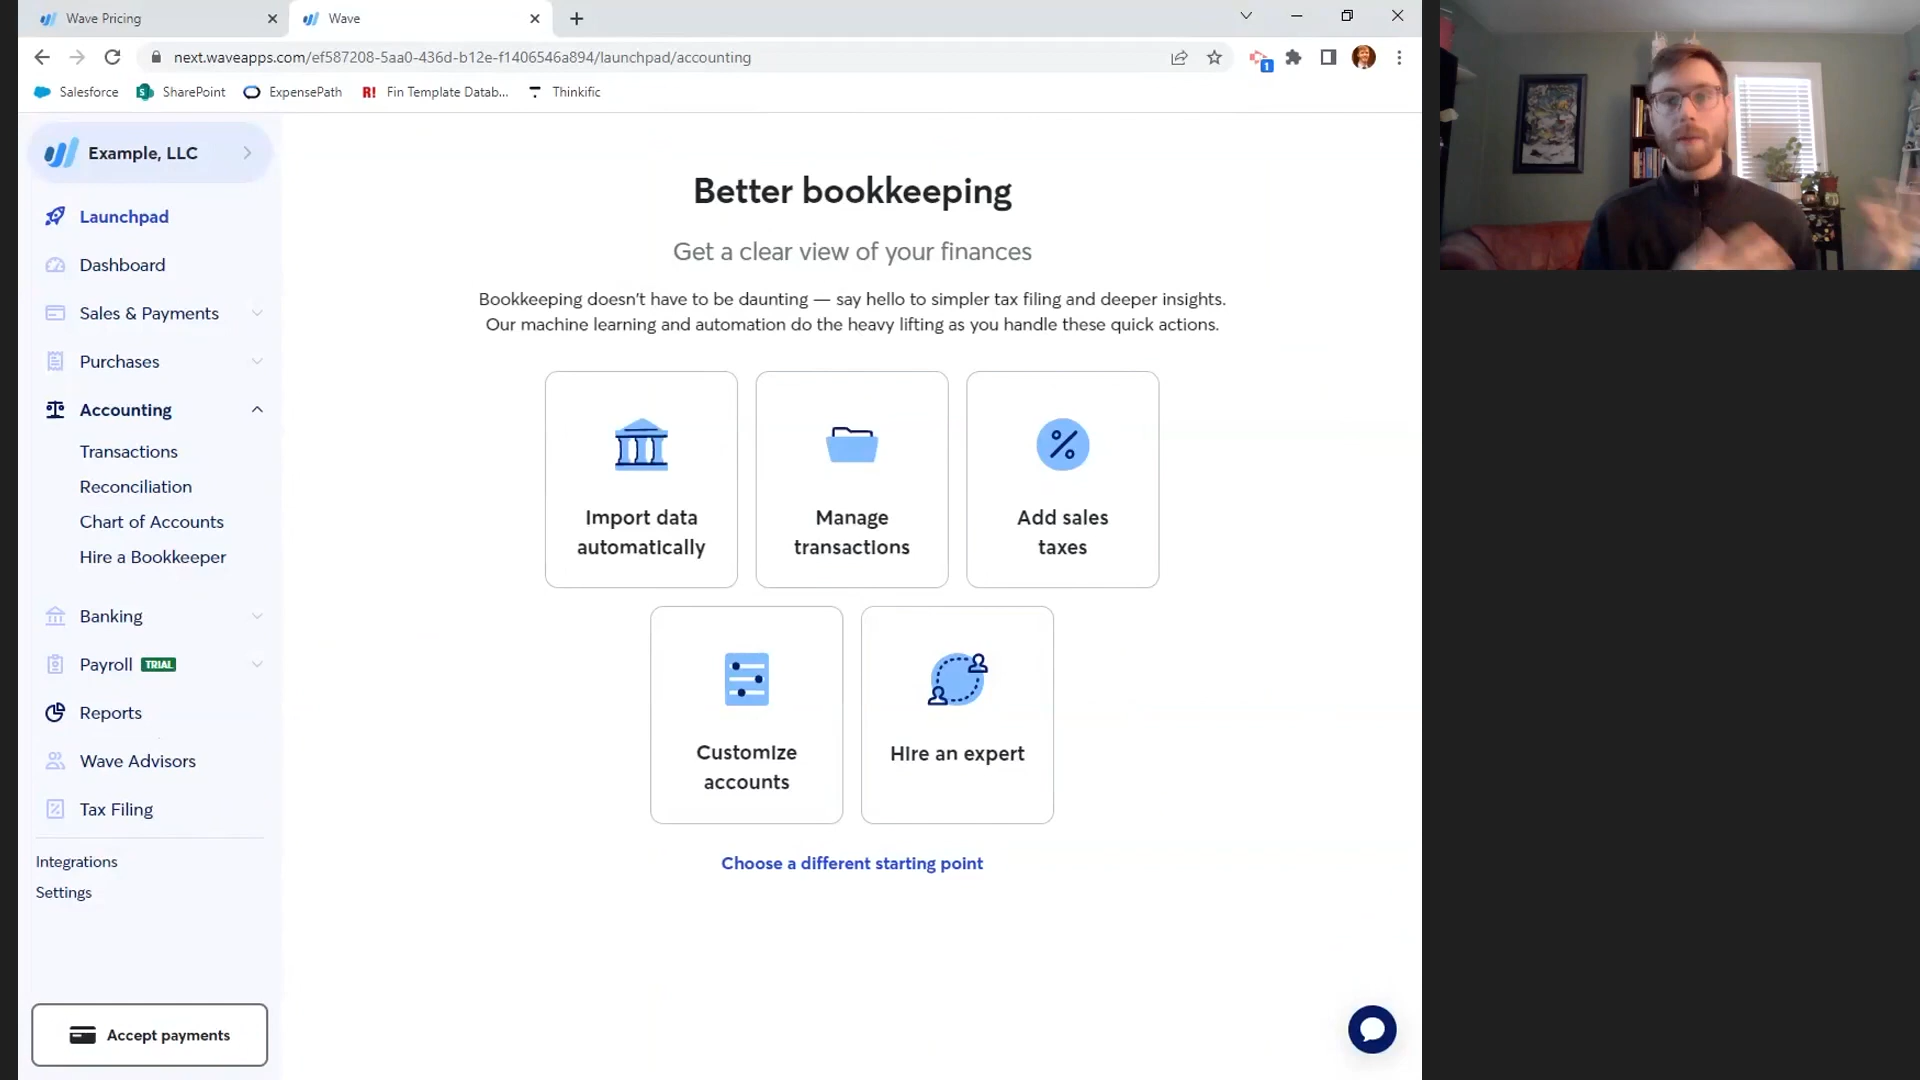 Wave Pricing
Wave
next.waveapps.com/ef587208-5aa0-436d-b12e-f1406546a894/launchpad/accounting
1
Salesforce
SharePoint
ExpensePath
R!
Fin Template Datab...
Thinkific
Example, LLC
Launchpad
Dashboard
Sales & Payments
Purchases
Accounting
Transactions
Reconciliation
Chart of Accounts
Hire a Bookkeeper
Banking
Payroll TRIAL
Reports
Wave Advisors
Tax Filing
Integrations
Settings
Accept payments
Better bookkeeping
Get a clear view of your finances
Bookkeeping doesn't have to be daunting — say hello to simpler tax filing and deeper insights.
Our machine learning and automation do the heavy lifting as you handle these quick actions.
Import data
automatically
Manage
transactions
Add sales
taxes
Customize
accounts
Hire an expert
Choose a different starting point